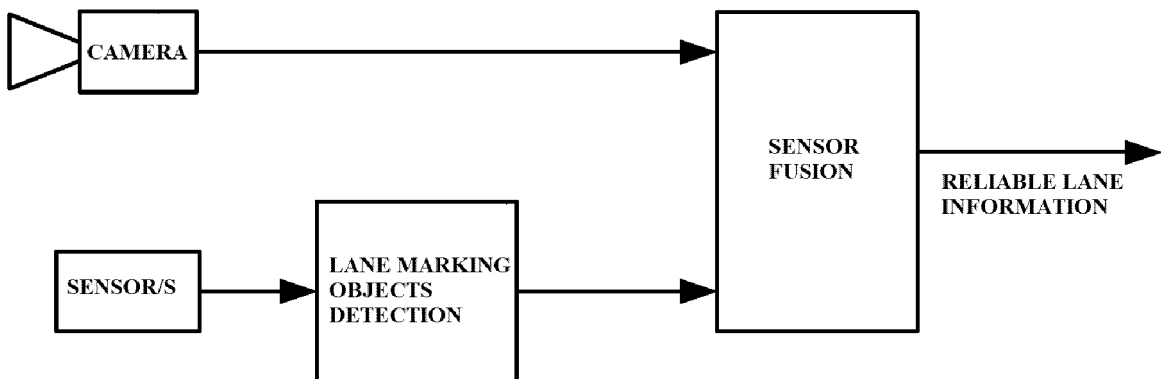 CAMERA
SENSOR
FUSION
RELIABLE LANE
INFORMATION
SENSOR/S
LANE MARKING
OBJECTS
DETECTION